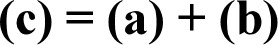 (c) = (a) + (b)